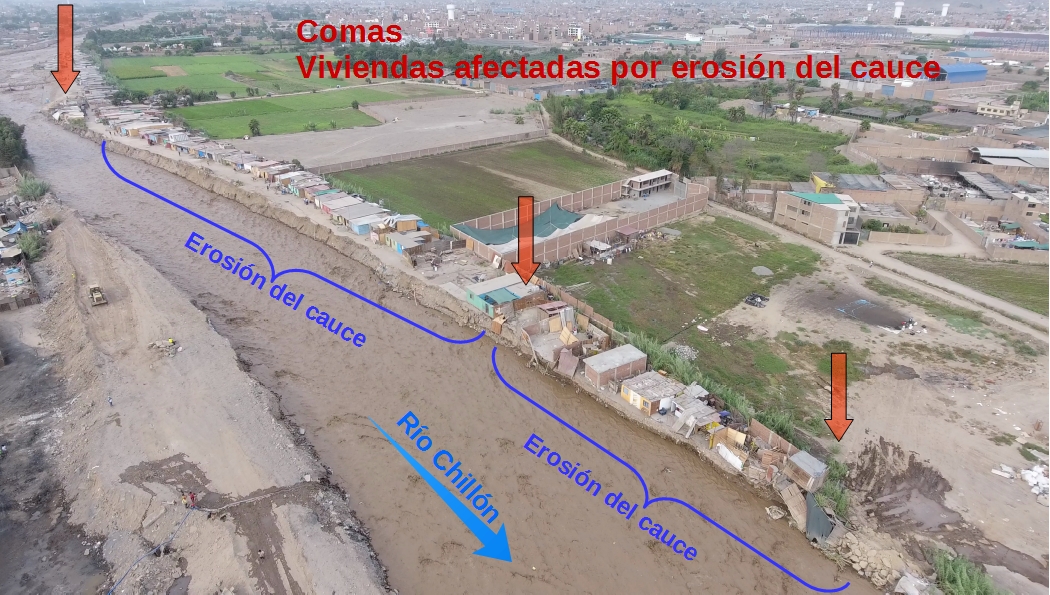 Comas
Viviendas afectadas por erosión del cauce
Erosión del cauce
Río Chillón
Erosión del cauce